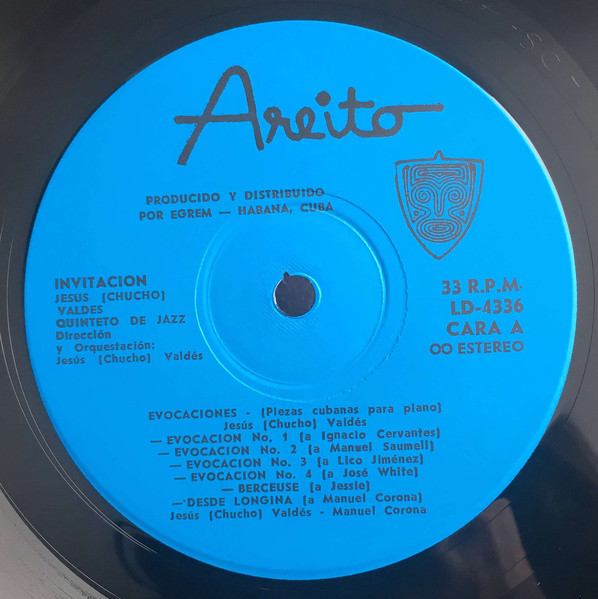 Areito
PRODUCIDO Y DISTRIBUIDO
POR EGREM — HABANA, CUBA
INVITACION
JESUS [CHUCHO]
VALDES
QUINTETO DE JAZZ
Dirección
y Orquestación:
Jesús [Chucho] Valdés
33 R.P.M.
LD-4336
CARA A
OO ESTEREO
EVOCACIONES - [Piezas cubanas para piano]
Jesús [Chucho] Valdés
— EVOCACION No. 1 [a Ignacio Cervantes]
— EVOCACION No. 2 [a Manuel Saumell]
— EVOCACION No. 3 [a Lico Jiménez]
— EVOCACION No. 4 [a José White]
— BERCEUSE [a Jessie]
— DESDE LONGINA [a Manuel Corona]
Jesús [Chucho] Valdés - Manuel Corona